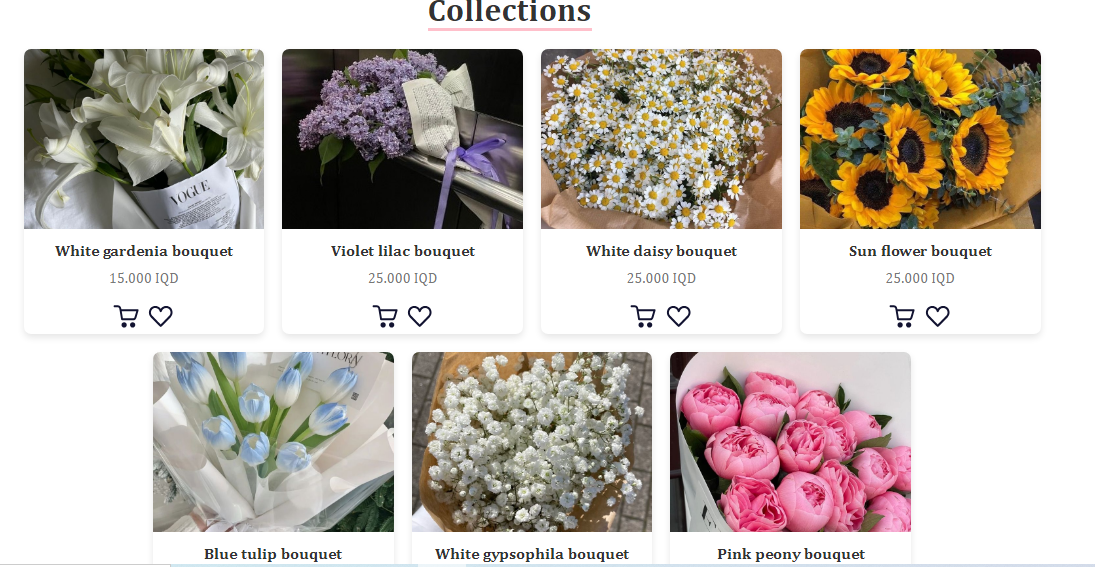 Collections
VOGUE
White gardenia bouquet
15.000 IQD
Violet lilac bouquet
25.000 IQD
White daisy bouquet
25.000 IQD
Sun flower bouquet
25.000 IQD
Blue tulip bouquet
White gypsophila bouquet
Pink peony bouquet